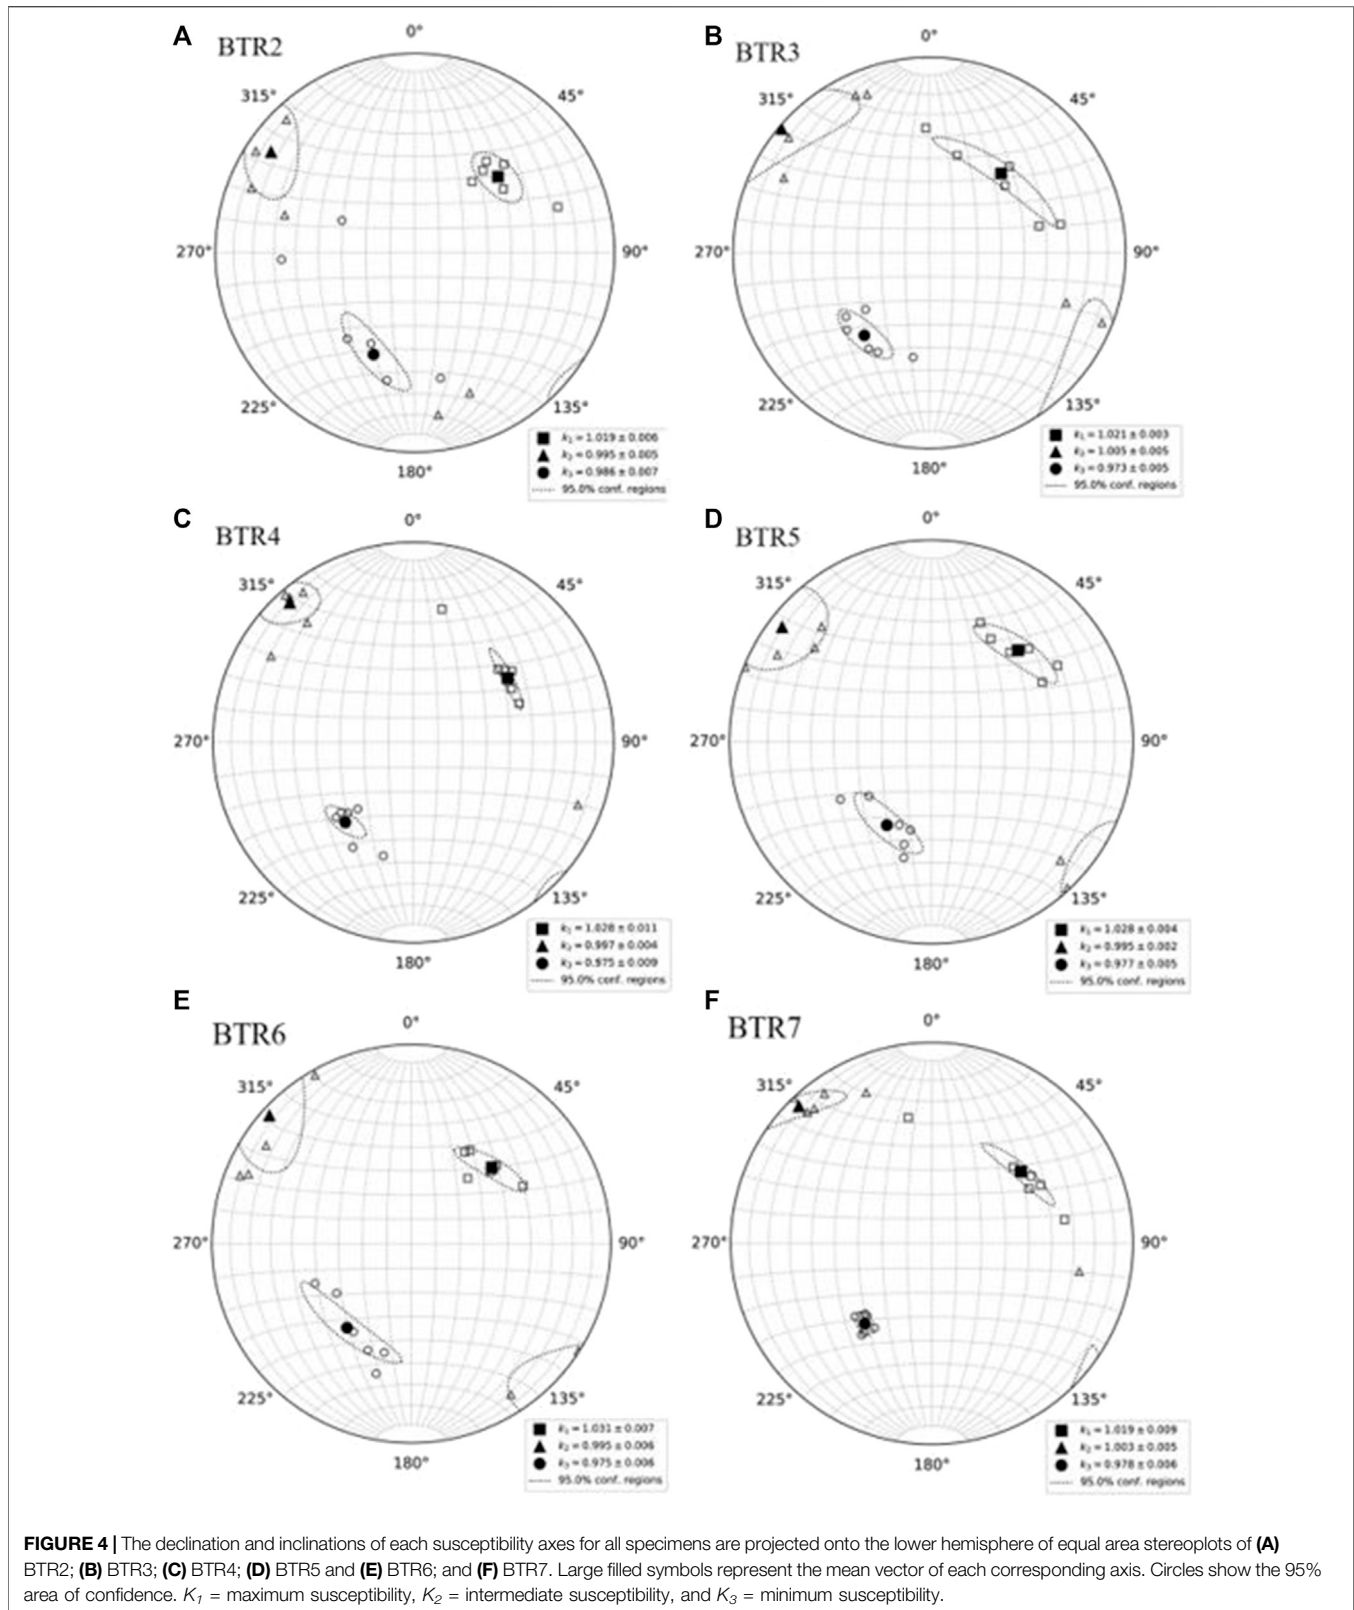 A
BTR2
0°
315°
45°
270°
90°
225°
135°
180°
k₁ = 1.019 ± 0.006
k₂ = 0.995 ± 0.005
k₃ = 0.986 ± 0.007
95.0% conf. regions
B
BTR3
0°
315°
45°
270°
90°
225°
135°
180°
k₁ = 1.021 ± 0.003
k₂ = 1.005 ± 0.005
k₃ = 0.973 ± 0.005
95.0% conf. regions
C
BTR4
0°
315°
45°
270°
90°
225°
135°
180°
k₁ = 1.028 ± 0.011
k₂ = 0.997 ± 0.004
k₃ = 0.975 ± 0.009
95.0% conf. regions
D
BTR5
0°
315°
45°
270°
90°
225°
135°
180°
k₁ = 1.028 ± 0.004
k₂ = 0.995 ± 0.002
k₃ = 0.977 ± 0.005
95.0% conf. regions
E
BTR6
0°
315°
45°
270°
90°
225°
135°
180°
k₁ = 1.031 ± 0.007
k₂ = 0.995 ± 0.006
k₃ = 0.975 ± 0.006
95.0% conf. regions
F
BTR7
0°
315°
45°
270°
90°
225°
135°
180°
k₁ = 1.019 ± 0.009
k₂ = 1.003 ± 0.005
k₃ = 0.978 ± 0.006
95.0% conf. regions
FIGURE 4 | The declination and inclinations of each susceptibility axes for all specimens are projected onto the lower hemisphere of equal area stereoplots of (A)
BTR2; (B) BTR3; (C) BTR4; (D) BTR5 and (E) BTR6; and (F) BTR7. Large filled symbols represent the mean vector of each corresponding axis. Circles show the 95%
area of confidence. K₁ = maximum susceptibility, K₂ = intermediate susceptibility, and K₃ = minimum susceptibility.